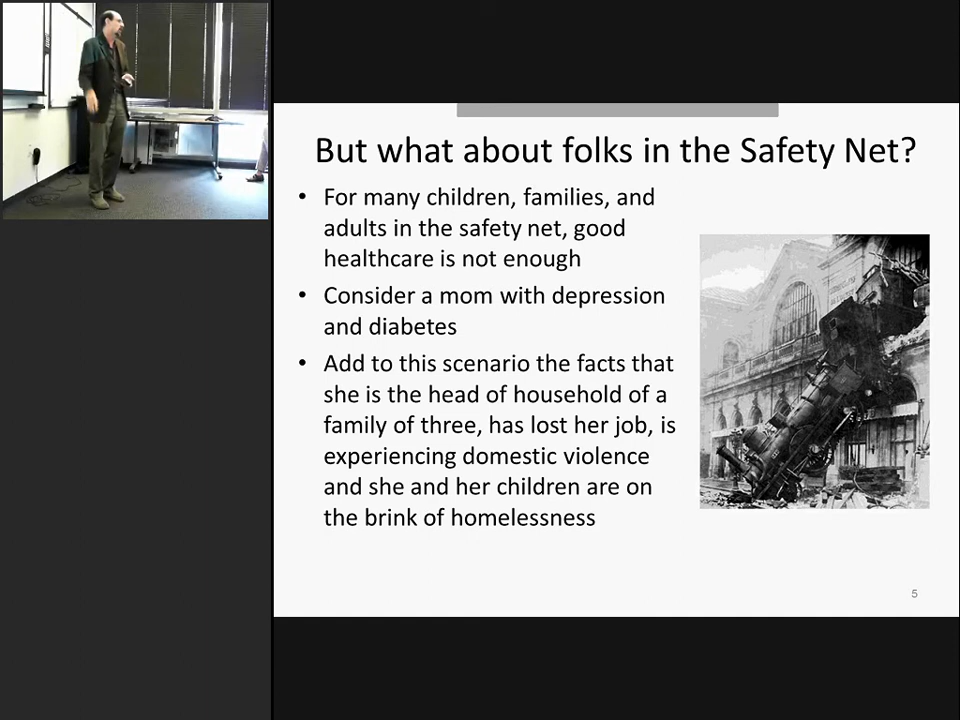 But what about folks in the Safety Net?
• For many children, families, and
adults in the safety net, good
healthcare is not enough
• Consider a mom with depression
and diabetes
• Add to this scenario the facts that
she is the head of household of a
family of three, has lost her job, is
experiencing domestic violence
and she and her children are on
the brink of homelessness
5